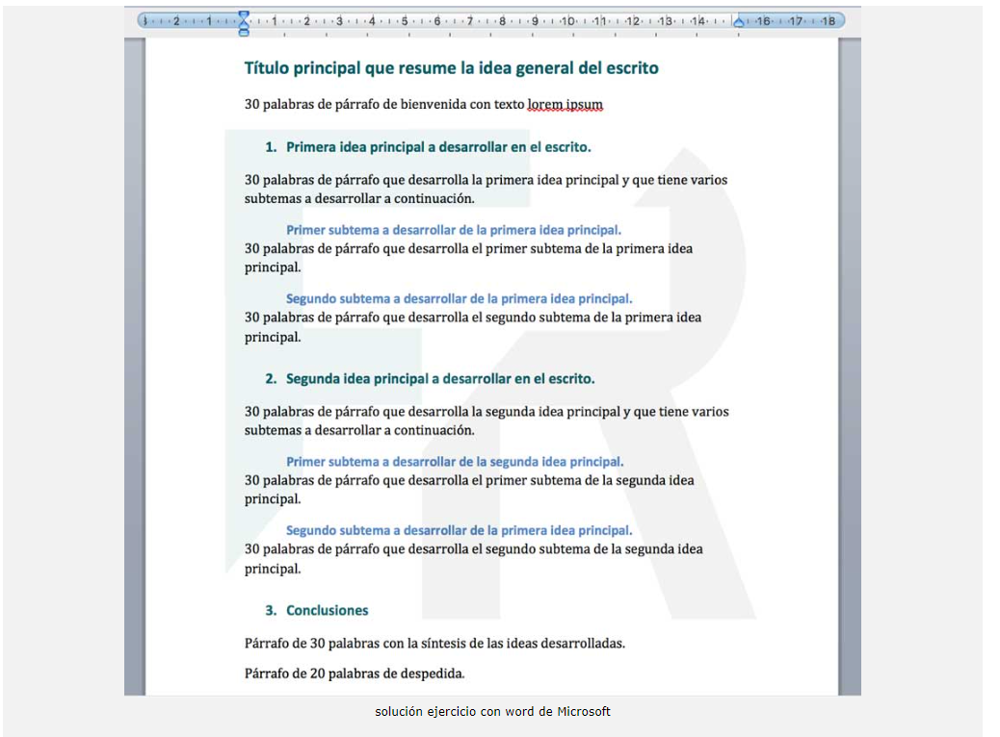 2 1 1 2 3 4 5 6 7 8 9 10 11 12 13 14 16 17 18
Título principal que resume la idea general del escrito
30 palabras de párrafo de bienvenida con texto lorem ipsum
1. Primera idea principal a desarrollar en el escrito.
30 palabras de párrafo que desarrolla la primera idea principal y que tiene varios
subtemas a desarrollar a continuación.
Primer subtema a desarrollar de la primera idea principal.
30 palabras de párrafo que desarrolla el primer subtema de la primera idea
principal.
Segundo subtema a desarrollar de la primera idea principal.
30 palabras de párrafo que desarrolla el segundo subtema de la primera idea
principal.
2. Segunda idea principal a desarrollar en el escrito.
30 palabras de párrafo que desarrolla la segunda idea principal y que tiene varios
subtemas a desarrollar a continuación.
Primer subtema a desarrollar de la segunda idea principal.
30 palabras de párrafo que desarrolla el primer subtema de la segunda idea
principal.
Segundo subtema a desarrollar de la primera idea principal.
30 palabras de párrafo que desarrolla el segundo subtema de la segunda idea
principal.
3. Conclusiones
Párrafo de 30 palabras con la síntesis de las ideas desarrolladas.
Párrafo de 20 palabras de despedida.
solución ejercicio con word de Microsoft